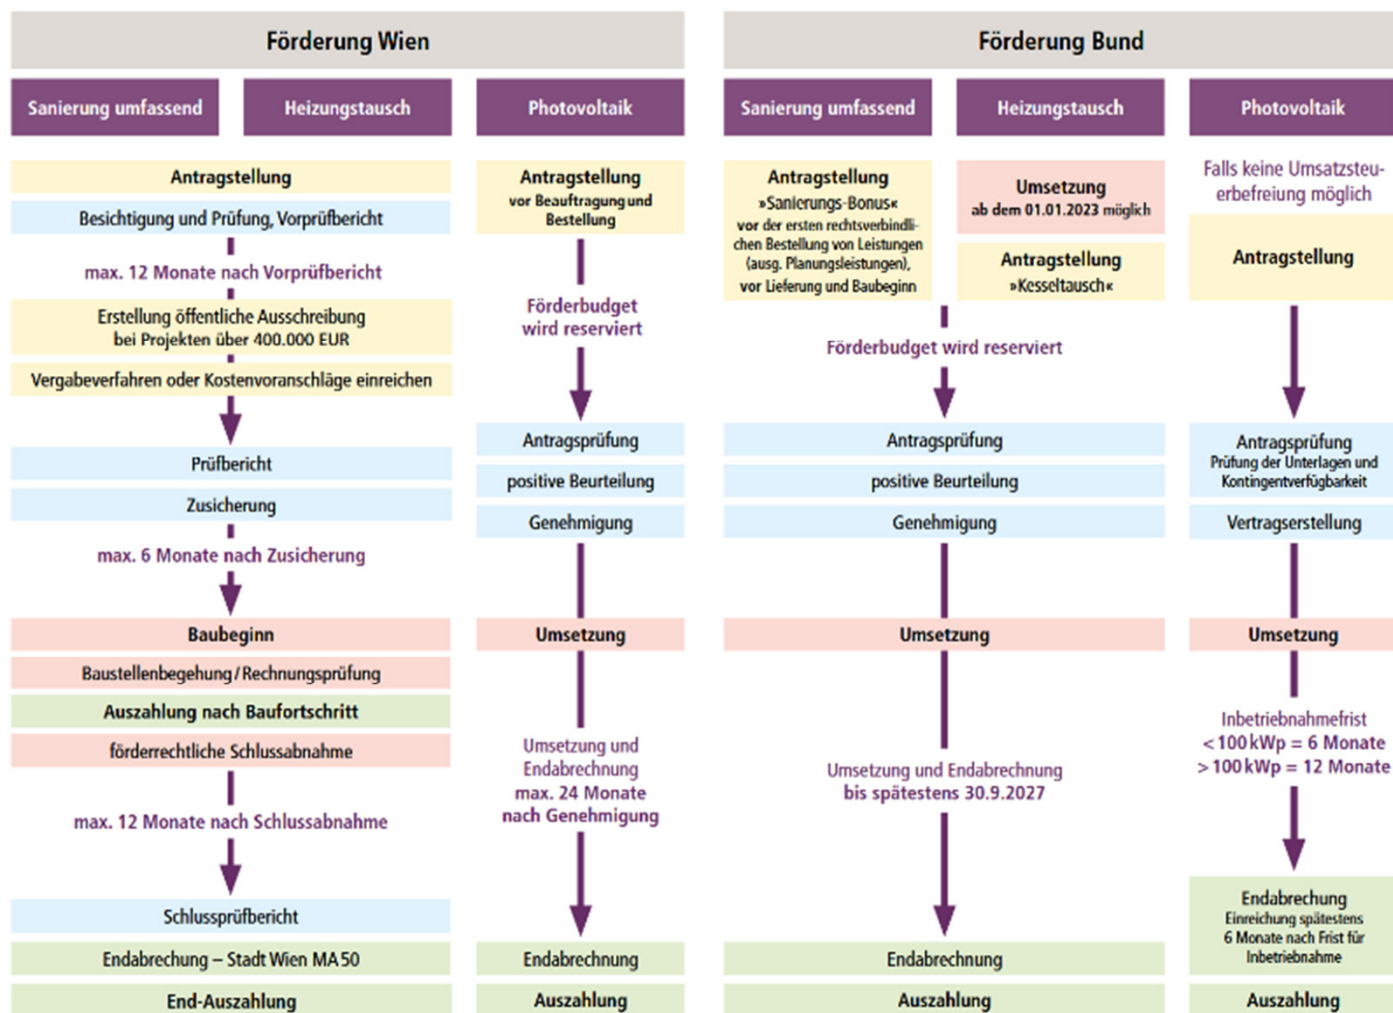 Förderung Wien
Sanierung umfassend
Heizungstausch
Photovoltaik
Antragstellung
Besichtigung und Prüfung, Vorprüfbericht
max. 12 Monate nach Vorprüfbericht
Erstellung öffentliche Ausschreibung
bei Projekten über 400.000 EUR
Vergabeverfahren oder Kostenvoranschläge einreichen
Prüfbericht
Zusicherung
max. 6 Monate nach Zusicherung
Baubeginn
Baustellenbegehung/Rechnungsprüfung
Auszahlung nach Baufortschritt
förderrechtliche Schlussabnahme
max. 12 Monate nach Schlussabnahme
Schlussprüfbericht
Endabrechung – Stadt Wien MA 50
End-Auszahlung
Antragstellung
vor Beauftragung und
Bestellung
Förderbudget
wird reserviert
Antragsprüfung
positive Beurteilung
Genehmigung
Umsetzung
Umsetzung und
Endabrechnung
max. 24 Monate
nach Genehmigung
Endabrechnung
Auszahlung
Förderung Bund
Sanierung umfassend
Heizungstausch
Photovoltaik
Antragstellung
»Sanierungs-Bonus«
vor der ersten rechtsverbindli-
chen Bestellung von Leistungen
(ausg. Planungsleistungen),
vor Lieferung und Baubeginn
Umsetzung
ab dem 01.01.2023 möglich
Antragstellung
»Kesseltausch«
Förderbudget wird reserviert
Antragsprüfung
positive Beurteilung
Genehmigung
Umsetzung
Umsetzung und Endabrechnung
bis spätestens 30.9.2027
Endabrechnung
Auszahlung
Falls keine Umsatzsteu-
erbefreiung möglich
Antragstellung
Antragsprüfung
Prüfung der Unterlagen und
Kontingentverfügbarkeit
Vertragserstellung
Umsetzung
Inbetriebnahmefrist
< 100 kWp = 6 Monate
> 100 kWp = 12 Monate
Endabrechung
Einreichung spätestens
6 Monate nach Frist für
Inbetriebnahme
Auszahlung